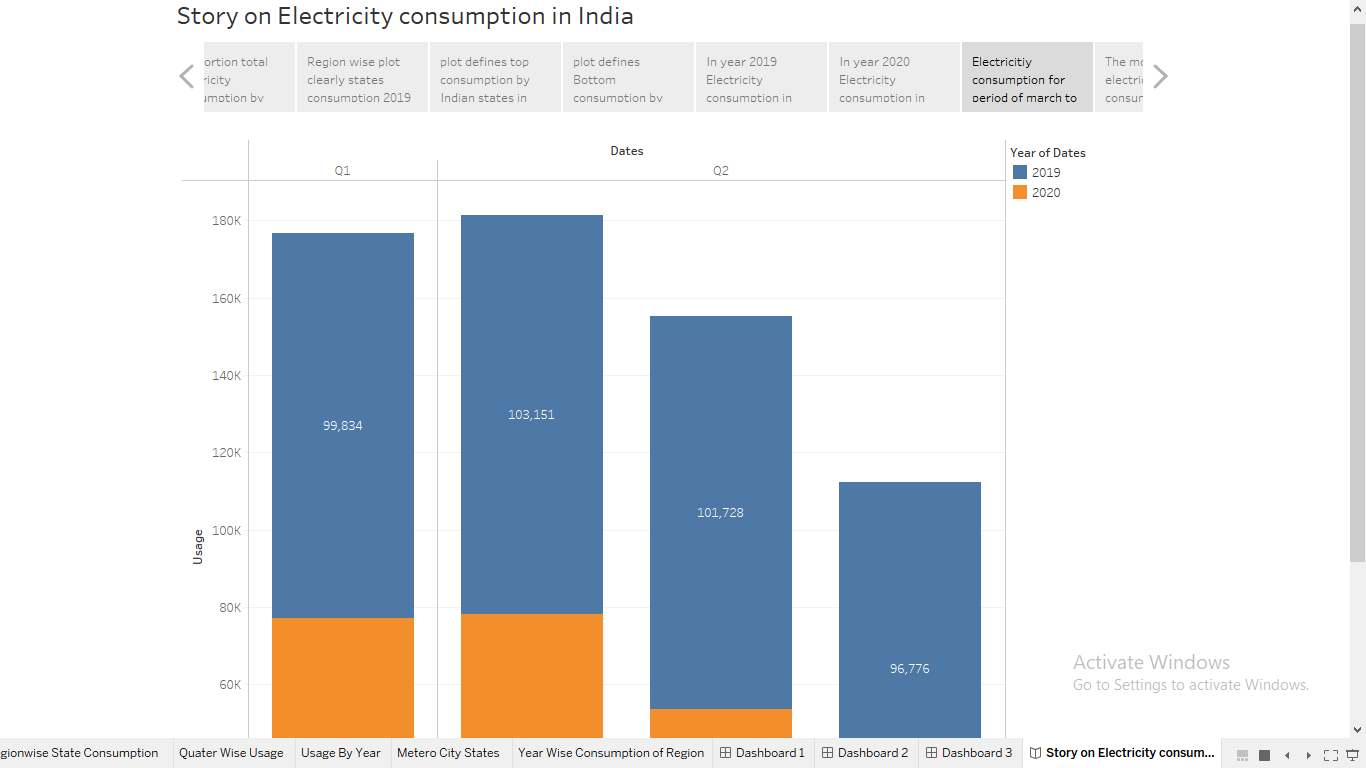 Story on Electricity consumption in India
ortion total
ricity
umption by
Region wise plot
clearly states
consumption 2019
plot defines top
consumption by
Indian states in
plot defines
Bottom
consumption by
In year 2019
Electricity
consumption in
In year 2020
Electricity
consumption in
Electricitiy
consumption for
period of march to
The mo
electric
consum
Dates
Q1
Q2
Year of Dates
2019
2020
180K
160K
140K
120K
100K
80K
60K
Usage
99,834
103,151
101,728
96,776
Activate Windows
Go to Settings to activate Windows.
gionwise State Consumption
Quater Wise Usage
Usage By Year
Metero City States
Year Wise Consumption of Region
Dashboard 1
Dashboard 2
Dashboard 3
Story on Electricity consum...